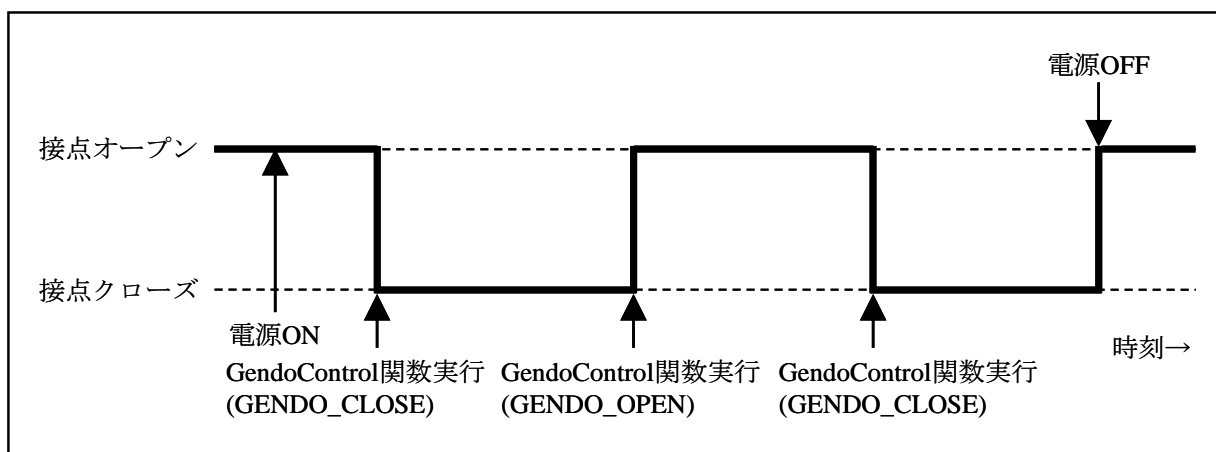 電源OFF
接点オープン
接点クローズ
電源ON
時刻→
GendoControl関数実行
(GENDO_CLOSE)
GendoControl関数実行
(GENDO_OPEN)
GendoControl関数実行
(GENDO_CLOSE)